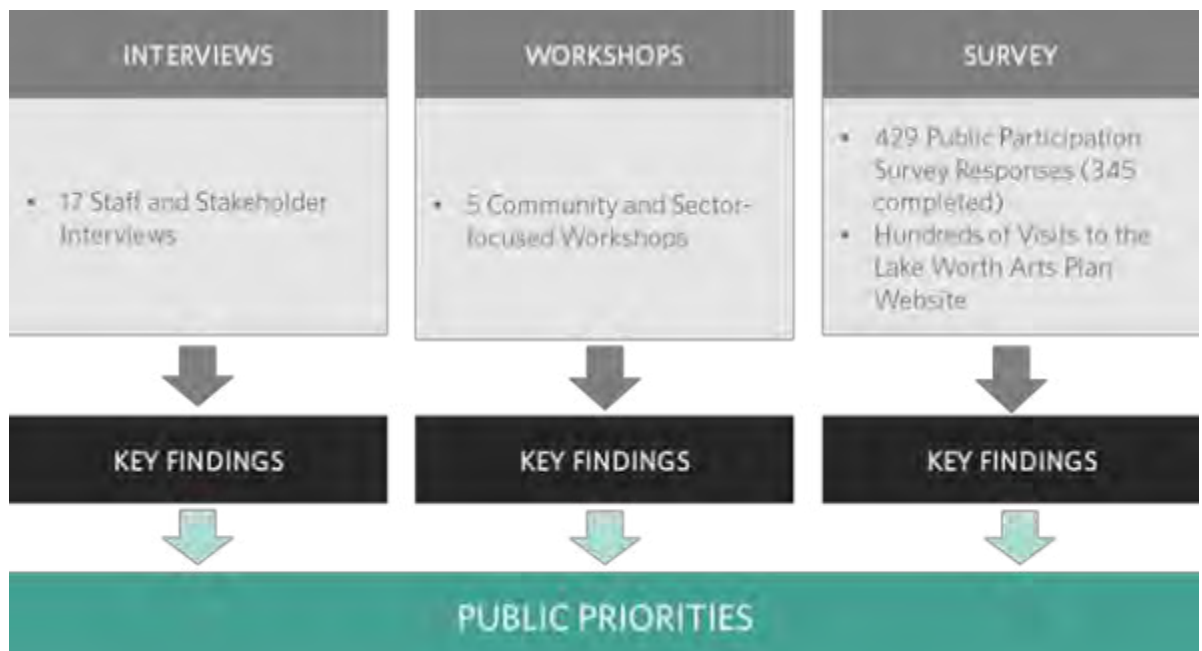 INTERVIEWS
• 17 Staff and Stakeholder
Interviews
WORKSHOPS
• 5 Community and Sector-
focused Workshops
SURVEY
• 429 Public Participation
Survey Responses (345
completed)
• Hundreds of Visits to the
Lake Worth Arts Plan
Website
KEY FINDINGS
KEY FINDINGS
KEY FINDINGS
PUBLIC PRIORITIES